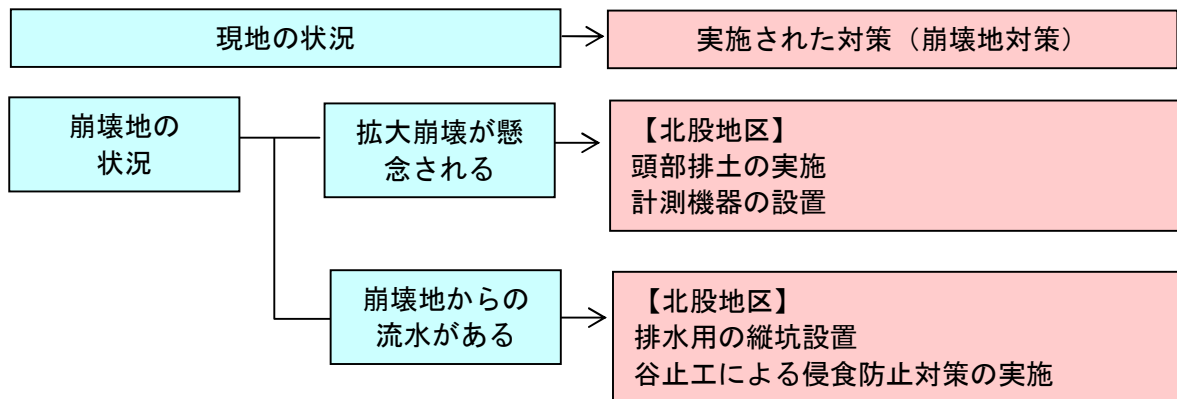 現地の状況
実施された対策（崩壊地対策）
崩壊地の
状況
拡大崩壊が懸
念される
【北股地区】
頭部排土の実施
計測機器の設置
崩壊地からの
流水がある
【北股地区】
排水用の縦坑設置
谷止工による侵食防止対策の実施